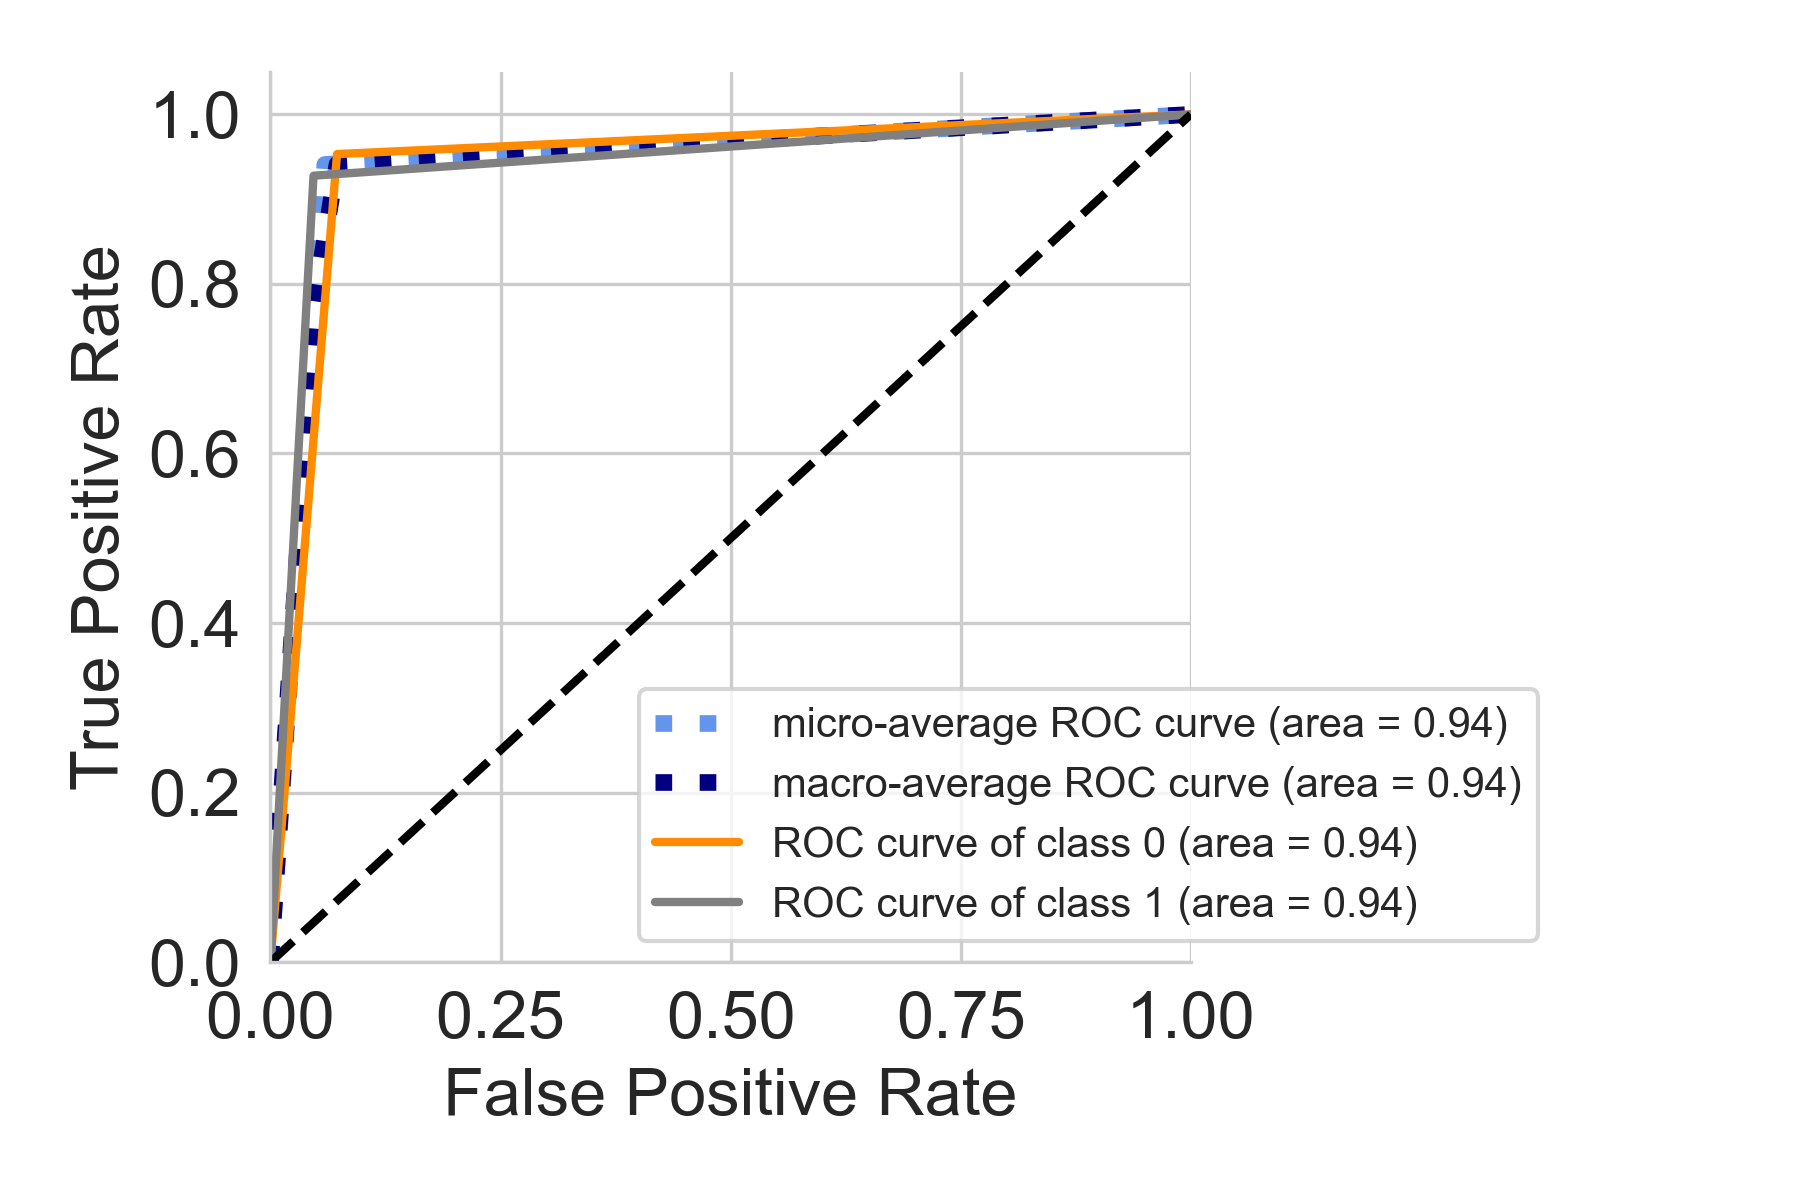 True Positive Rate
1.0
0.8
0.6
0.4
0.2
0.0
micro-average ROC curve (area = 0.94)
macro-average ROC curve (area = 0.94)
ROC curve of class 0 (area = 0.94)
ROC curve of class 1 (area = 0.94)
0.00 0.25 0.50 0.75 1.00
False Positive Rate